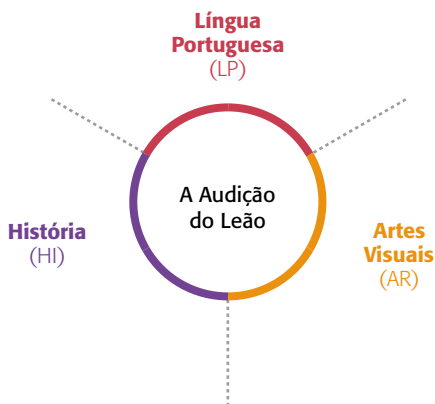 Língua
Portuguesa
(LP)
A Audição
do Leão
História
(HI)
Artes
Visuais
(AR)